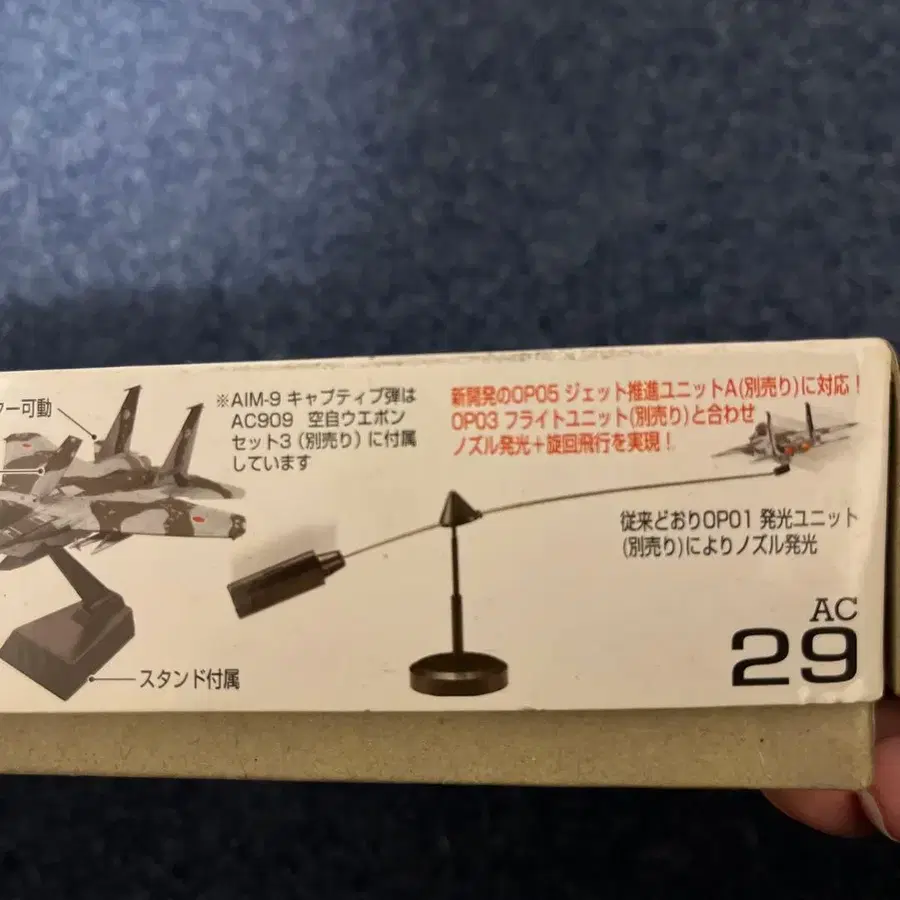 ター可動
※AIM-9 キャプティブ弾は
AC909 空自ウエポン
セット3 (別売り) に付属
しています
新開発のOP05 ジェット推進ユニットA(別売り)に対応！
OP03 フライトユニット(別売り)と合わせ
ノズル発光＋旋回飛行を実現！
従来どおりOP01 発光ユニット
(別売り)によりノズル発光
スタンド付属
AC
29